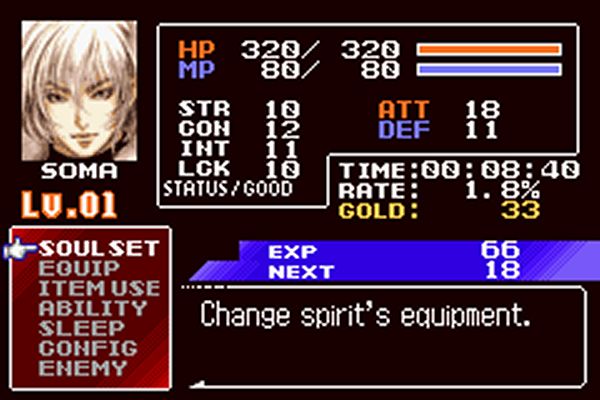 HP 320/ 320
MP 80/ 80
STR 10
CON 12
INT 11
LCK 10
ATT 18
DEF 11
STATUS/GOOD
SOMA
Lv.01
TIME:00:08:40
RATE: 1.8%
GOLD: 33
SOUL SET
EQUIP
ITEM USE
ABILITY
SLEEP
CONFIG
ENEMY
EXP 66
NEXT 18
Change spirit's equipment.